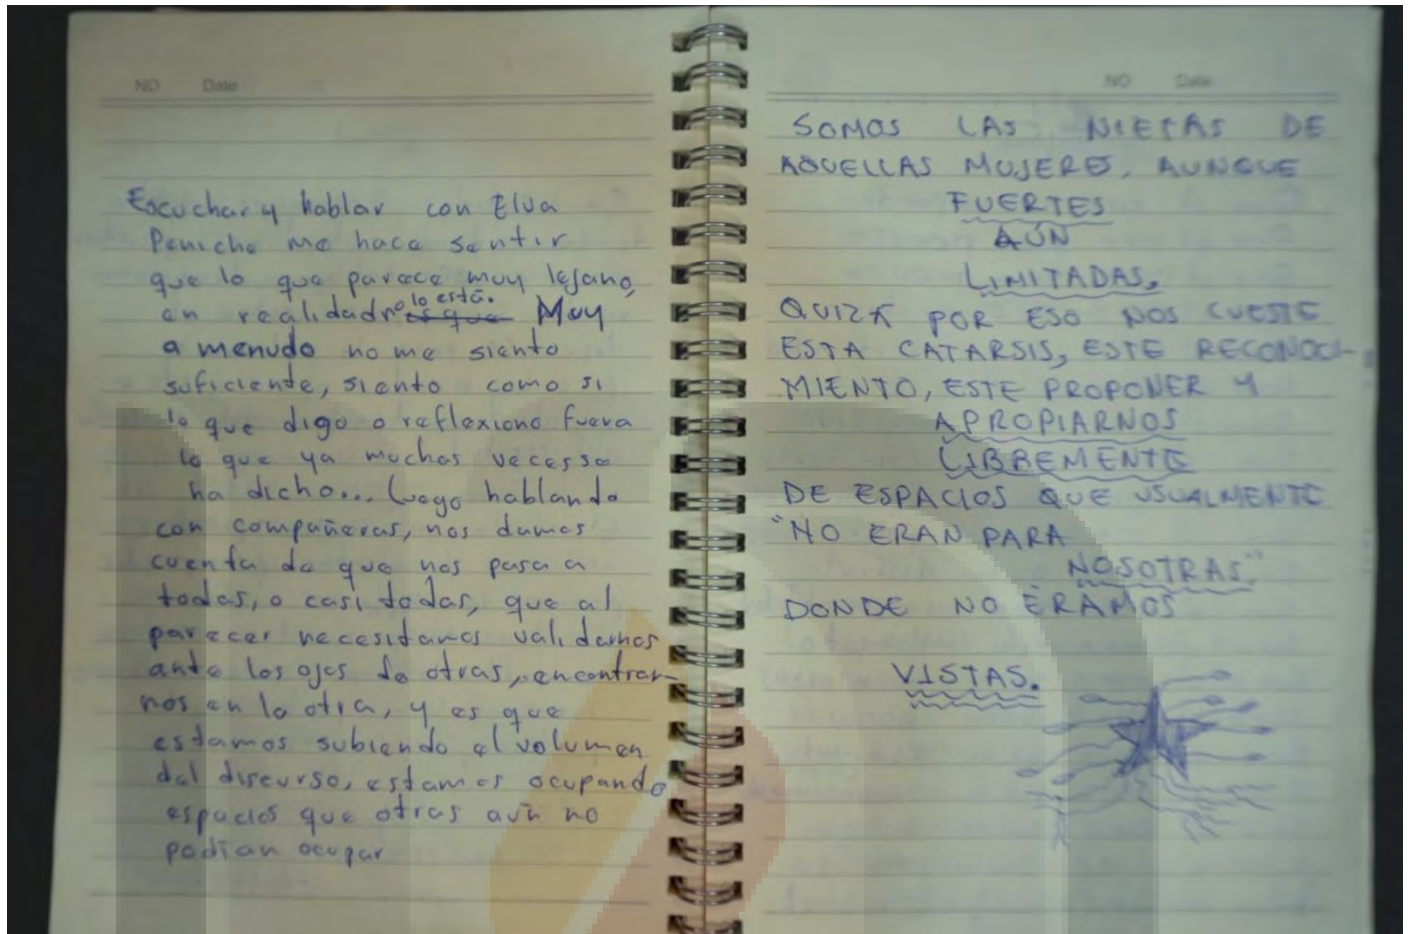 NO Date
Escuchar y hablar con Elva
Peniche me hace sentir
que lo que parece muy lejano,
en realidad no lo está. es que Muy
a menudo no me siento
suficiente, siento como si
lo que digo o reflexiono fuera
lo que ya muchas veces se
ha dicho... luego hablando
con compañeras, nos damos
cuenta de que nos pasa a
todas, o casi todas, que al
parecer necesitamos validarnos
ante los ojos de otras, encontrar-
nos en la otra, y es que
estamos subiendo el volumen
del discurso, estamos ocupando
espacios que otras aún no
podían ocupar
NO Date
SOMOS LAS NIETAS DE
AQUELLAS MUJERES, AUNQUE
FUERTES
AÚN
LIMITADAS.
QUIZÁ POR ESO NOS CUESTE
ESTA CATARSIS, ESTE RECONOCI-
MIENTO, ESTE PROPONER Y
APROPIARNOS
LIBREMENTE
DE ESPACIOS QUE USUALMENTE
"NO ERAN PARA
NOSOTRAS."
DONDE NO ÉRAMOS
VISTAS.